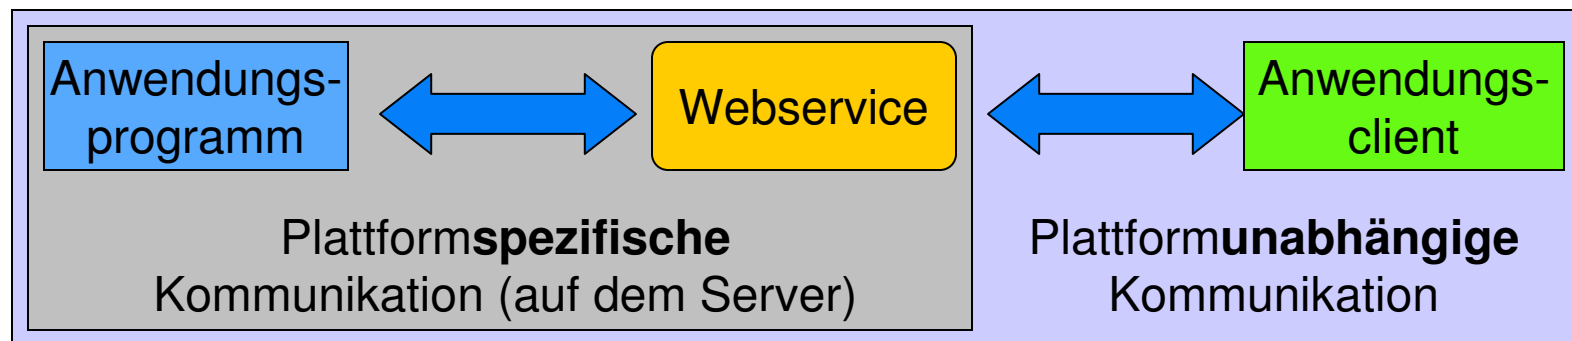 Anwendungs-
programm
Webservice
Anwendungs-
client
Plattformspezifische
Kommunikation (auf dem Server)
Plattformunabhängige
Kommunikation